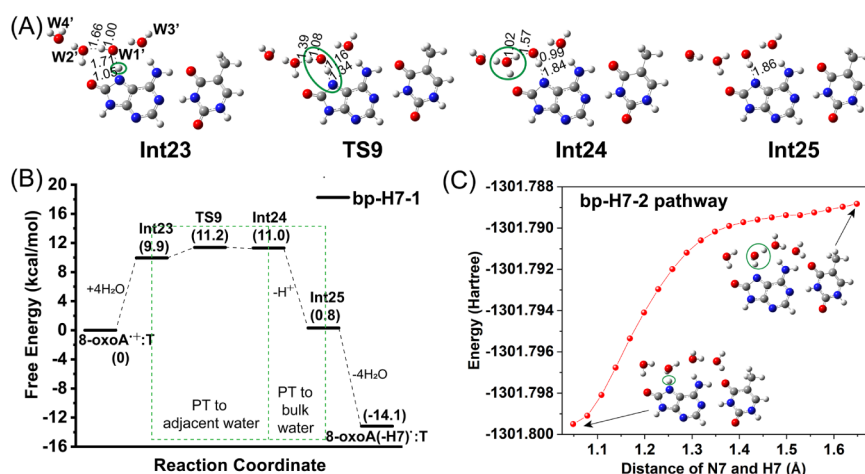 (A)
W4' 1.66 1.00 W3'
W2' W1'
1.71
1.05
1.39 1.08
1.16
1.34
1.02 1.57
0.99
1.84
1.86
Int23 TS9 Int24 Int25
(B)
Free Energy (kcal/mol)
20
16
12
8
4
0
-4
-8
-12
-16
bp-H7-1
Int23
(9.9)
TS9
(11.2)
Int24
(11.0)
+4H₂O
-H⁺
Int25
(0.8)
8-oxoA•⁺:T
(0)
-4H₂O
PT to
adjacent water
PT to
bulk
water
(-14.1)
8-oxoA(-H7)•:T
Reaction Coordinate
(C)
bp-H7-2 pathway
Energy (Hartree)
-1301.788
-1301.790
-1301.792
-1301.794
-1301.796
-1301.798
-1301.800
1.1 1.2 1.3 1.4 1.5 1.6
Distance of N7 and H7 (A)